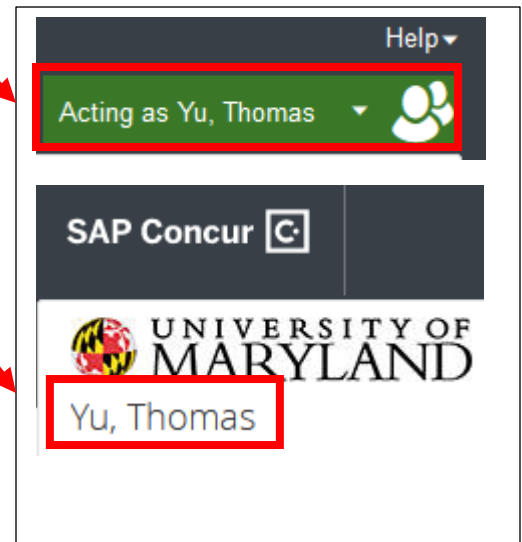 Help
Acting as Yu, Thomas
SAP Concur C.
UNIVERSITY OF
MARYLAND
Yu, Thomas